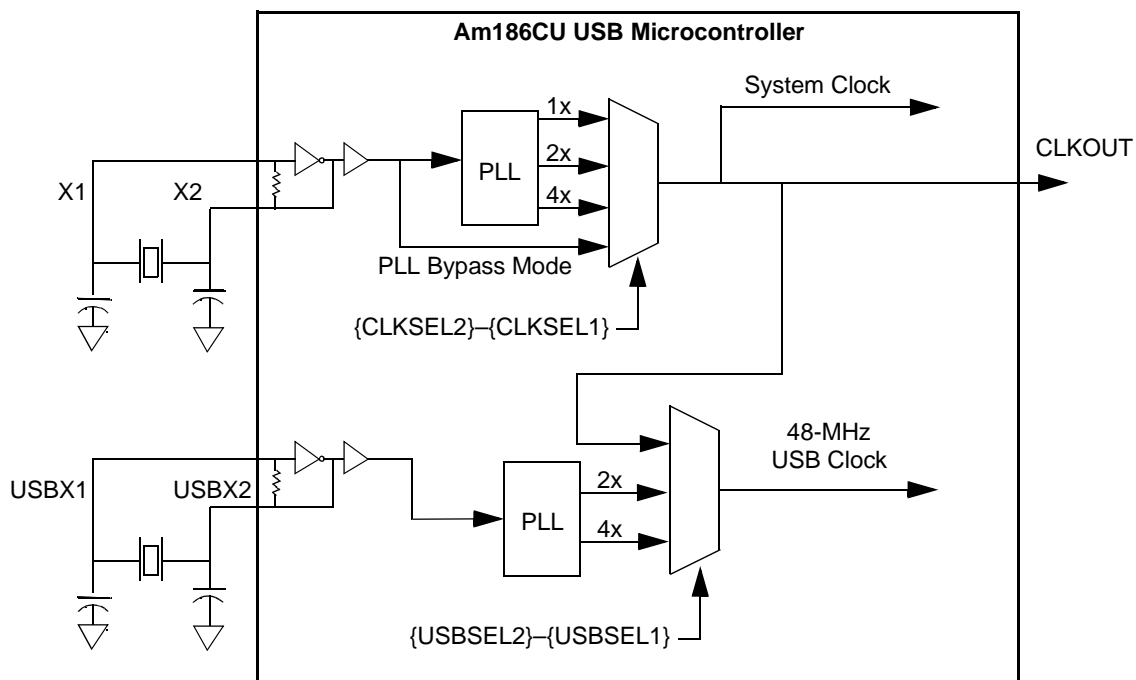 Am186CU USB Microcontroller
System Clock
1x
CLKOUT
2x
PLL
X1
X2
4x
PLL Bypass Mode
{CLKSEL2}–{CLKSEL1}
48-MHz
USB Clock
USBX1
USBX2
2x
PLL
4x
{USBSEL2}–{USBSEL1}